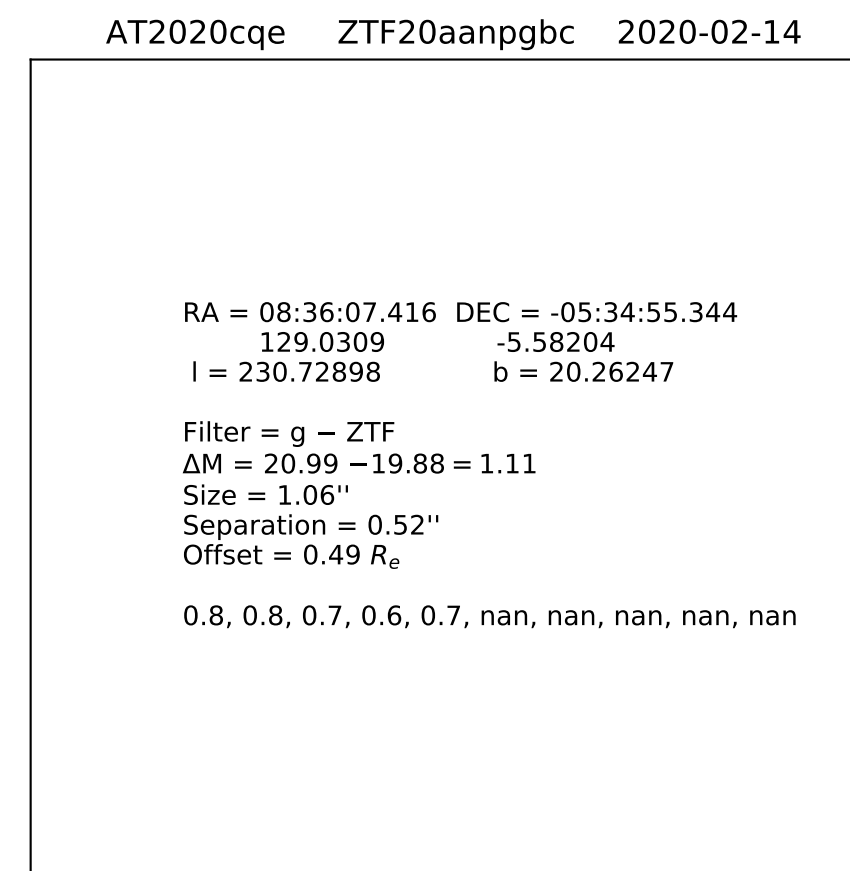 AT2020cqe ZTF20aanpgbc 2020-02-14
RA = 08:36:07.416 DEC = -05:34:55.344
129.0309 -5.58204
l = 230.72898 b = 20.26247
Filter = g − ZTF
ΔM = 20.99 −19.88 = 1.11
Size = 1.06''
Separation = 0.52''
Offset = 0.49 Re
0.8, 0.8, 0.7, 0.6, 0.7, nan, nan, nan, nan, nan